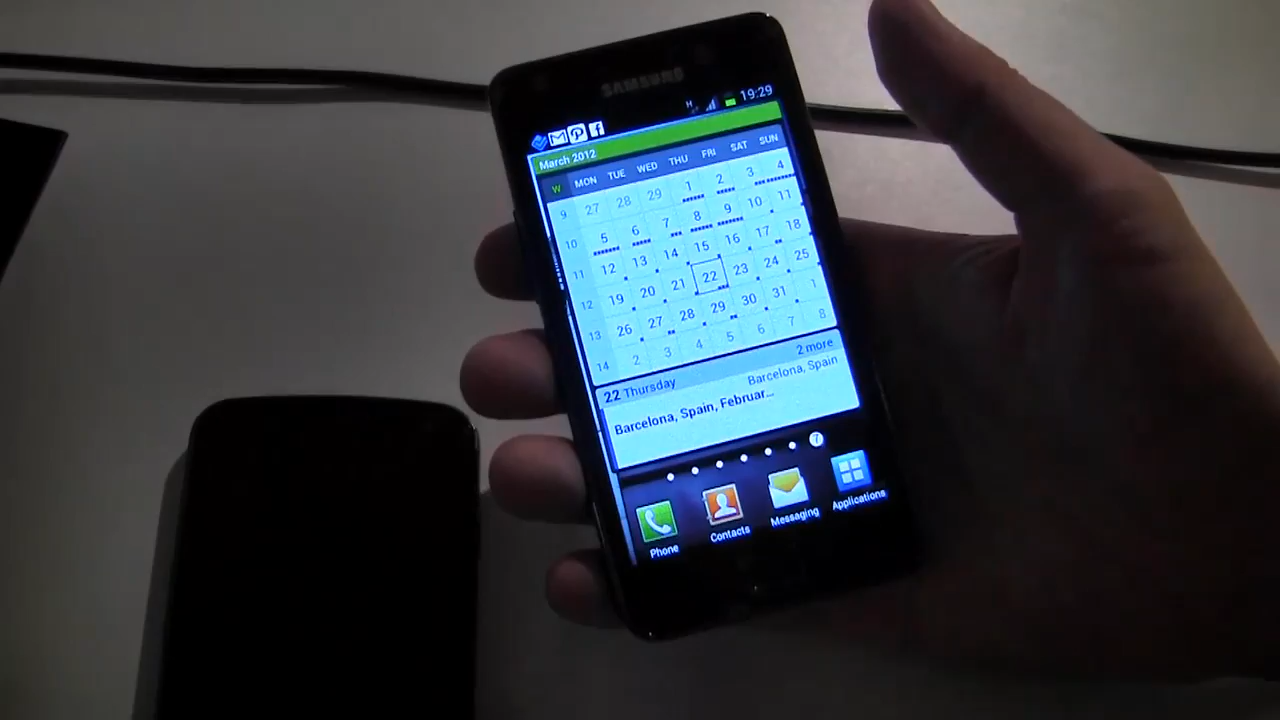 SAMSUNG
H 19:29
March 2012
W MON TUE WED THU FRI SAT SUN
9 27 28 29 1 2 3 4
10 5 6 7 8 9 10 11
11 12 13 14 15 16 17 18
12 19 20 21 22 23 24 25
13 26 27 28 29 30 31 1
14 2 3 4 5 6 7 8
22 Thursday 2 more
Barcelona, Spain
Barcelona, Spain, Februar...
7
Phone Contacts Messaging Applications